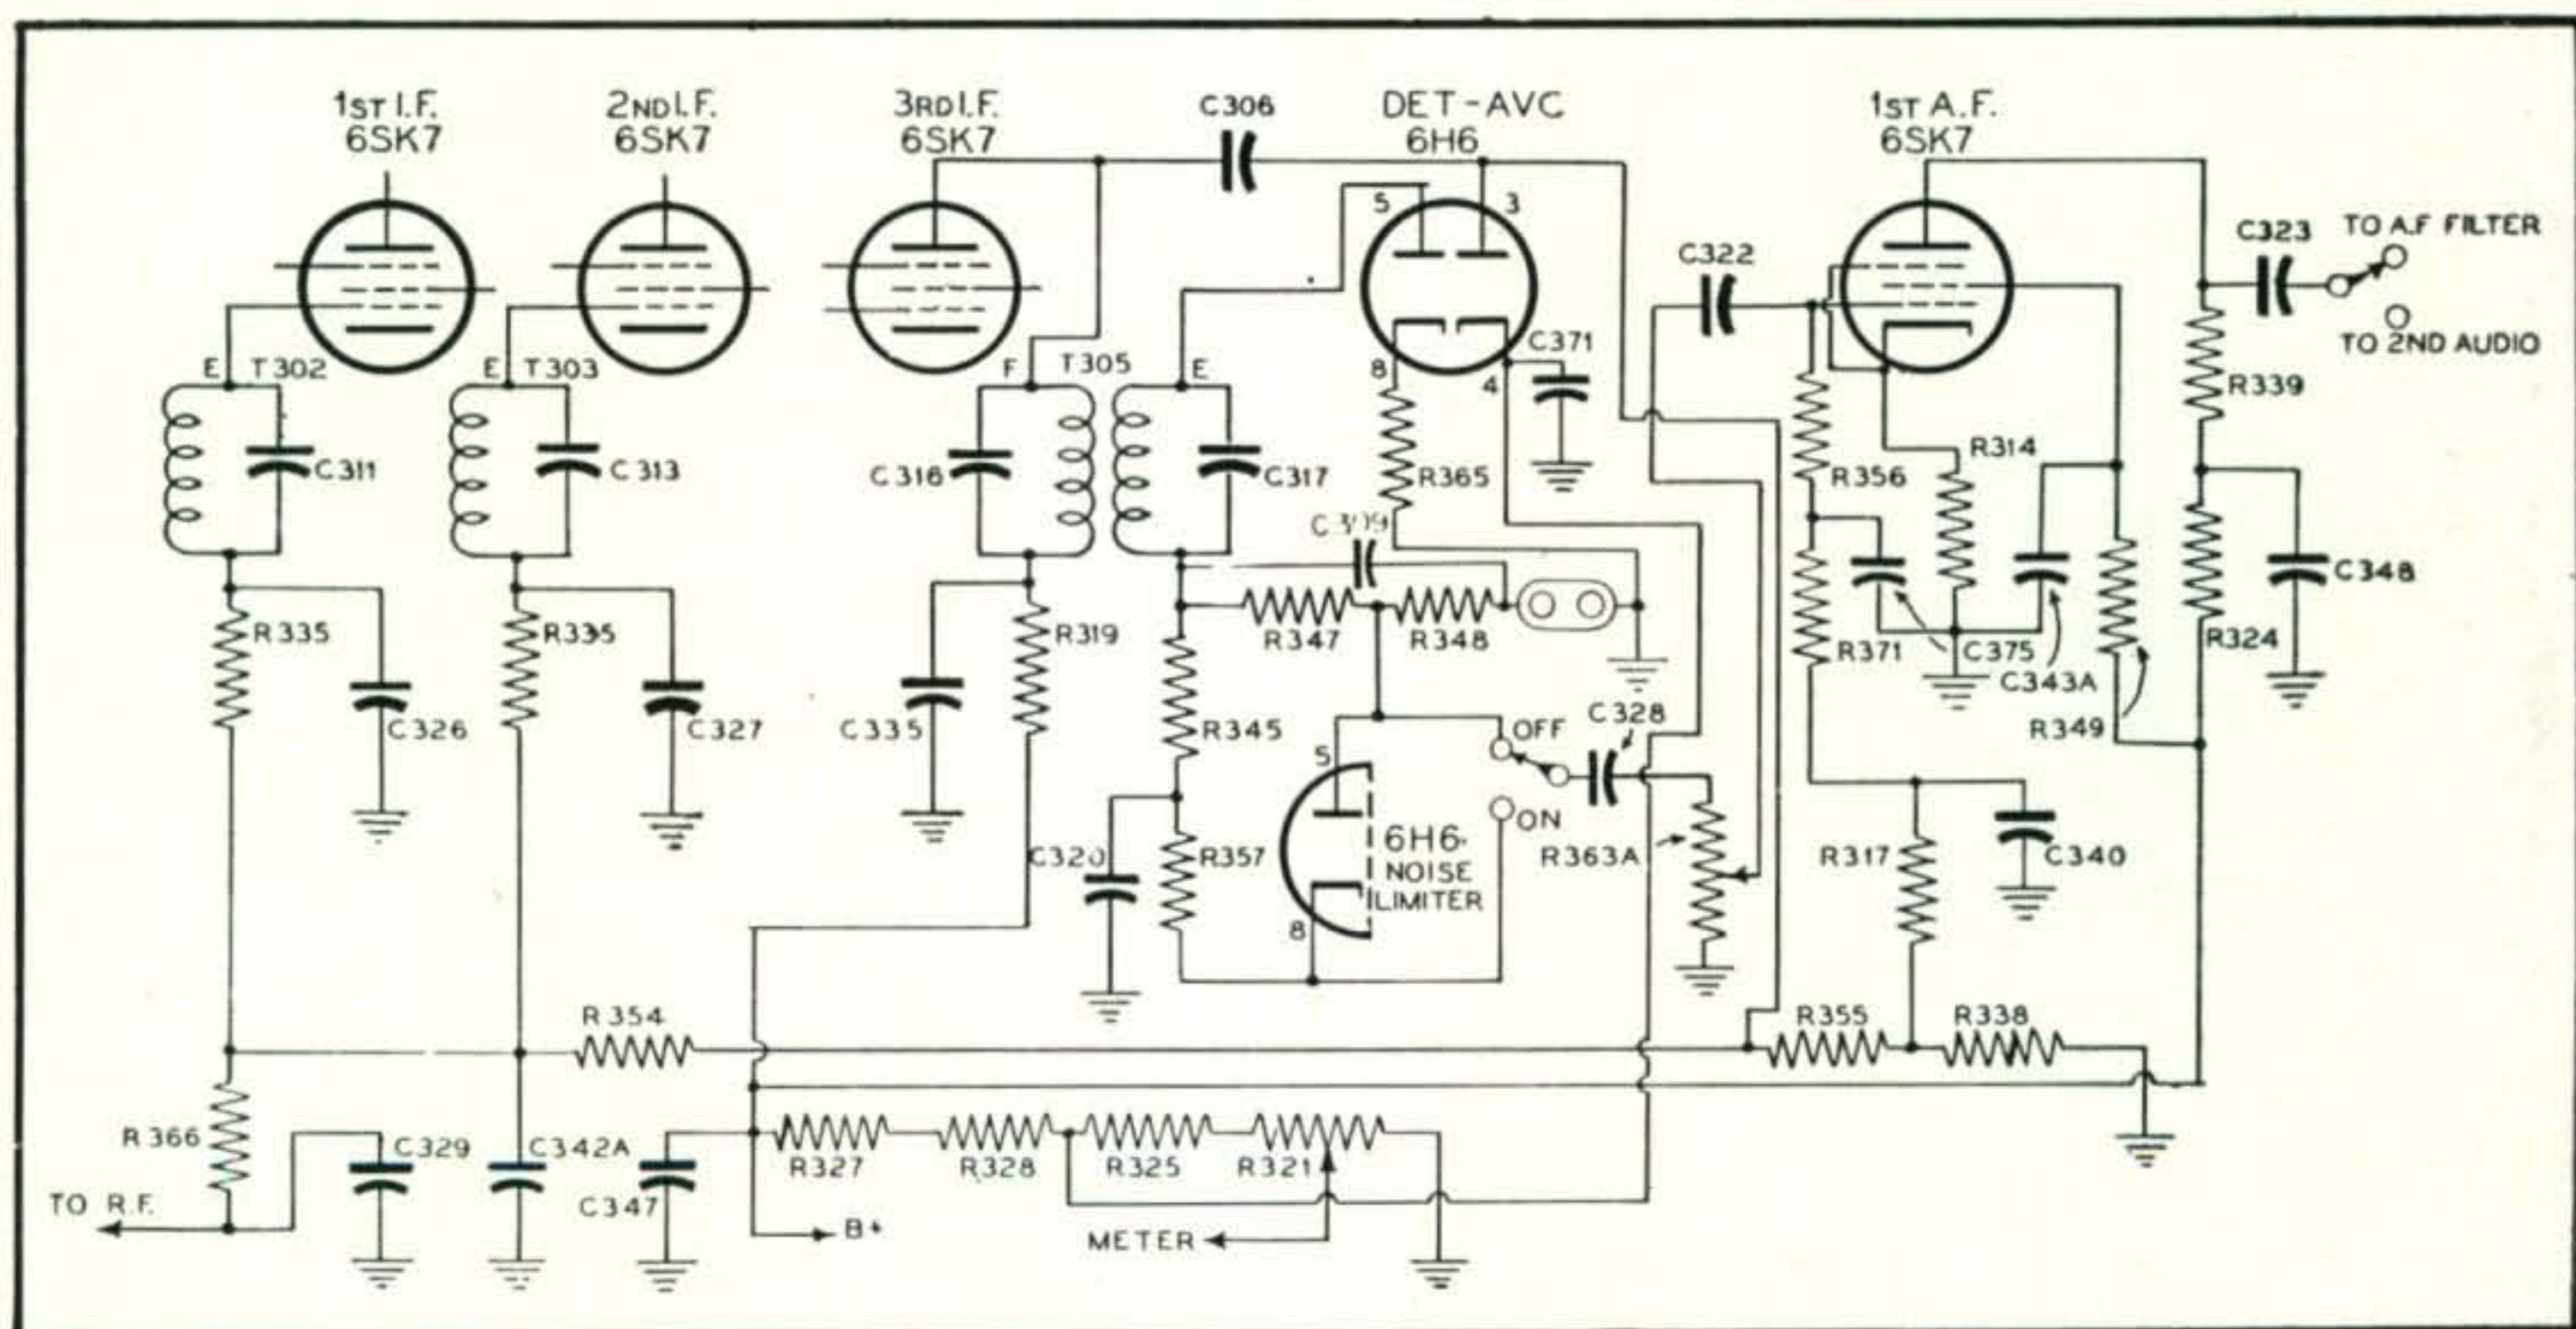 1ST I.F.
6SK7
2ND I.F.
6SK7
3RD I.F.
6SK7
C306
DET-AVC
6H6
1ST A.F.
6SK7
5
3
C322
C323
TO A.F FILTER
TO 2ND AUDIO
E T302
E T303
F T305 E
8
4
C371
R339
C311
C313
C316
C317
R365
R356
R314
C309
C348
R335
R335
R319
R347
R348
R371
C375
C343A
R324
C326
C327
C335
R345
OFF
C328
R349
5
ON
C320
R357
6H6
NOISE
LIMITER
R363A
R317
C340
8
R354
R355
R338
R366
C329
C342A
R327
R328
R325
R321
TO R.F.
C347
B+
METER